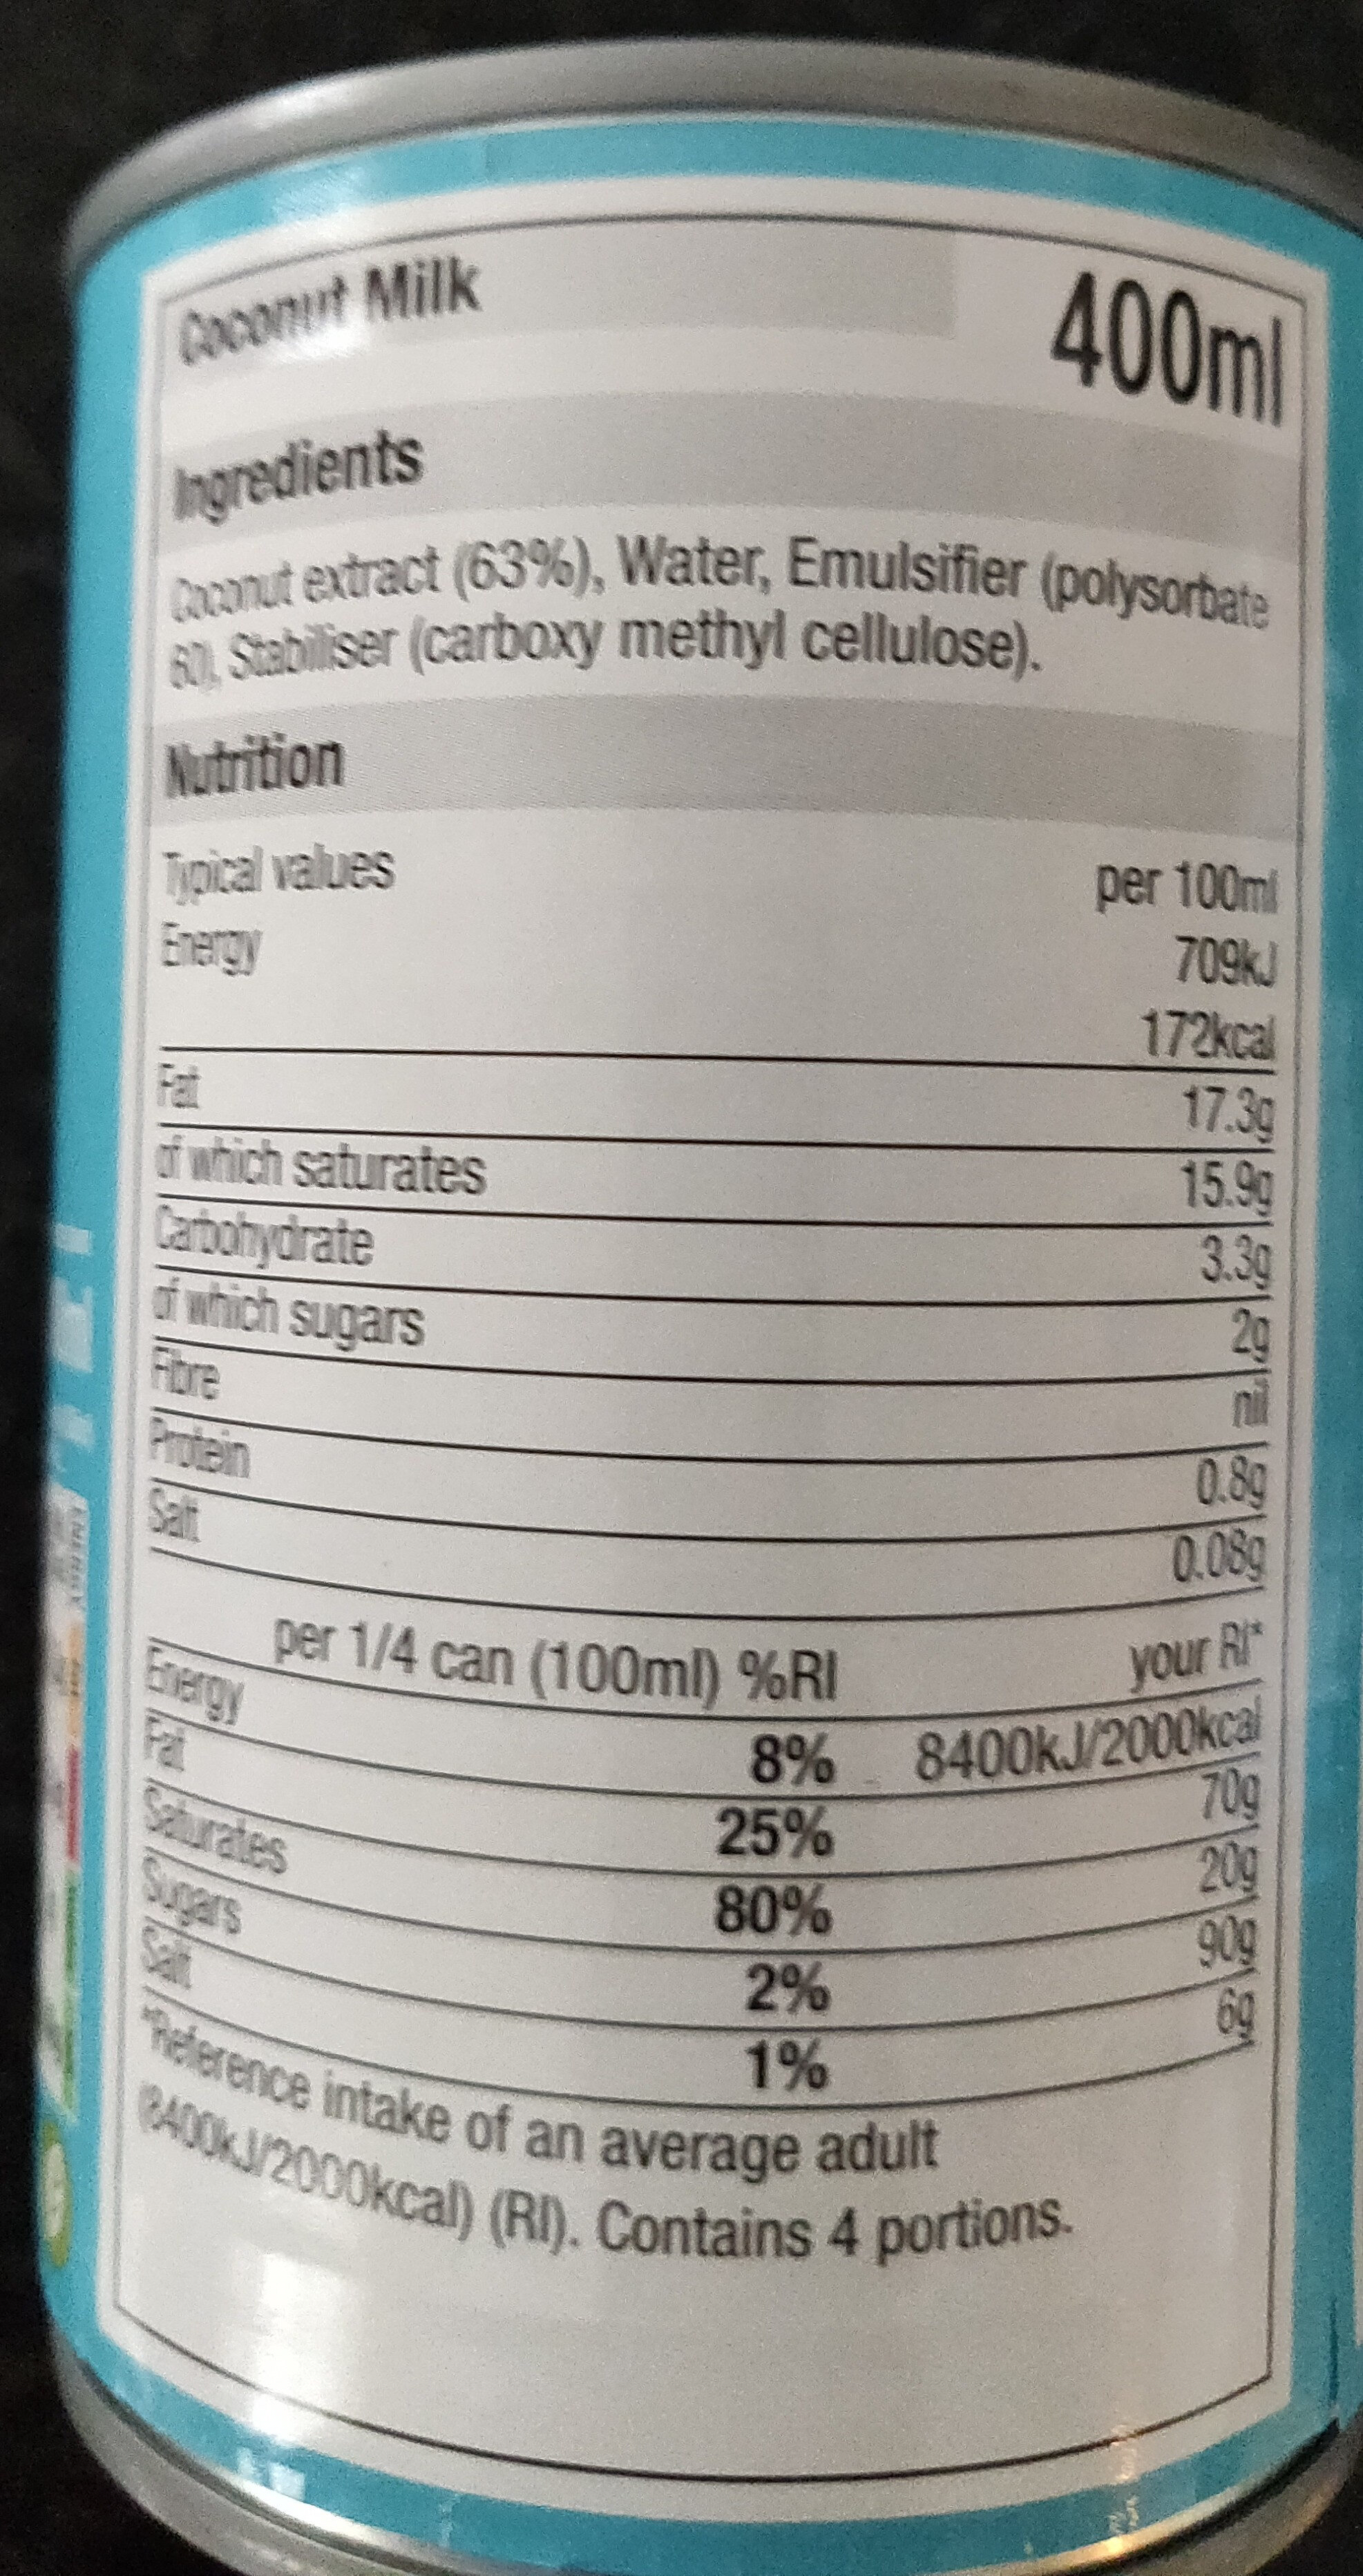 Coconut Milk
400ml
Ingredients
Coconut extract (63%), Water, Emulsifier (polysorbate
60), Stabiliser (carboxy methyl cellulose).
Nutrition
Typical values per 100ml
Energy 709kJ
172kcal
Fat 17.3g
of which saturates 15.9g
Carbohydrate 3.3g
of which sugars 2g
Fibre nil
Protein 0.8g
Salt 0.08g
per 1/4 can (100ml) %RI your RI*
Energy 8% 8400kJ/2000kcal
Fat 25% 70g
Saturates 80% 20g
Sugars 2% 90g
Salt 1% 6g
*Reference intake of an average adult
(8400kJ/2000kcal) (RI). Contains 4 portions.